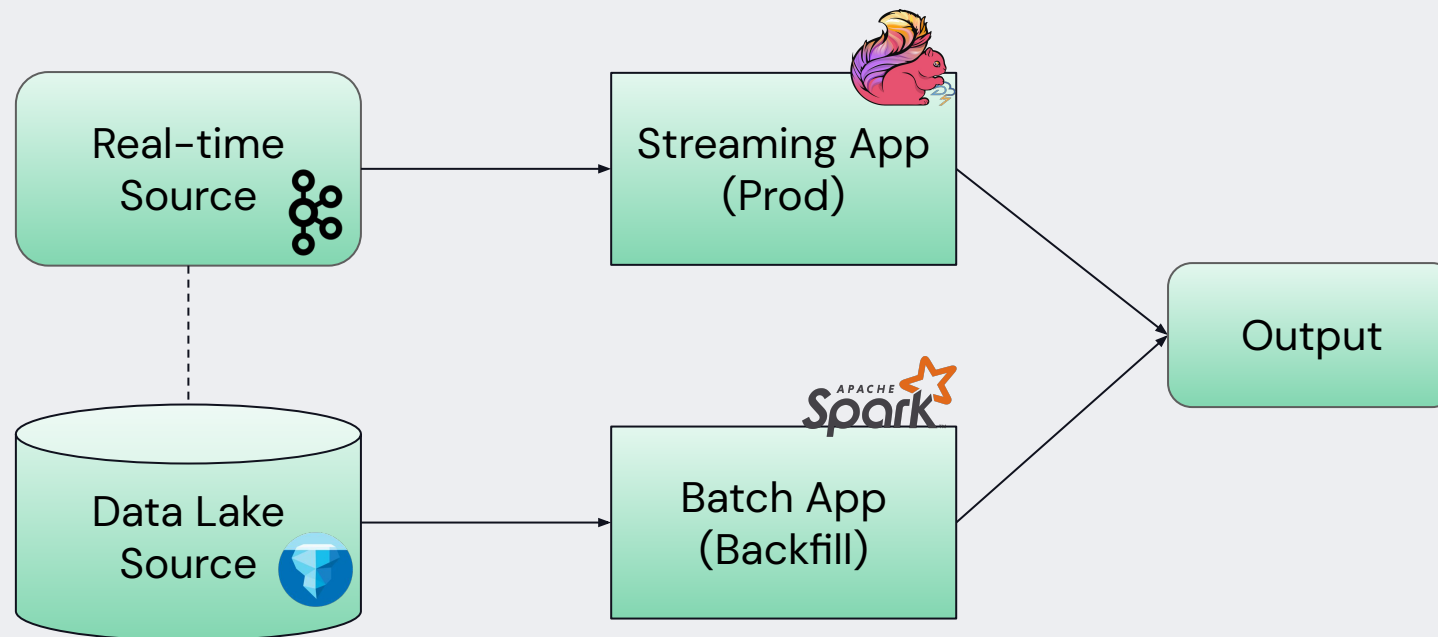 Real-time
Source
Streaming App
(Prod)
Output
APACHE
Spark
Data Lake
Source
Batch App
(Backfill)